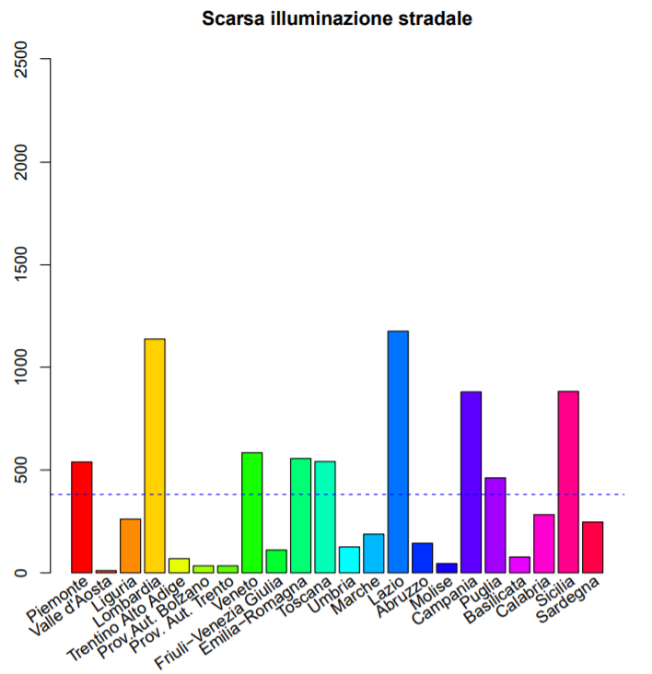 Scarsa illuminazione stradale
2500
2000
1500
1000
500
0
Piemonte
Valle d'Aosta
Liguria
Lombardia
Trentino Alto Adige
Prov.Aut. Bolzano
Prov. Aut. Trento
Veneto
Friuli−Venezia Giulia
Emilia−Romagna
Toscana
Umbria
Marche
Lazio
Abruzzo
Molise
Campania
Puglia
Basilicata
Calabria
Sicilia
Sardegna